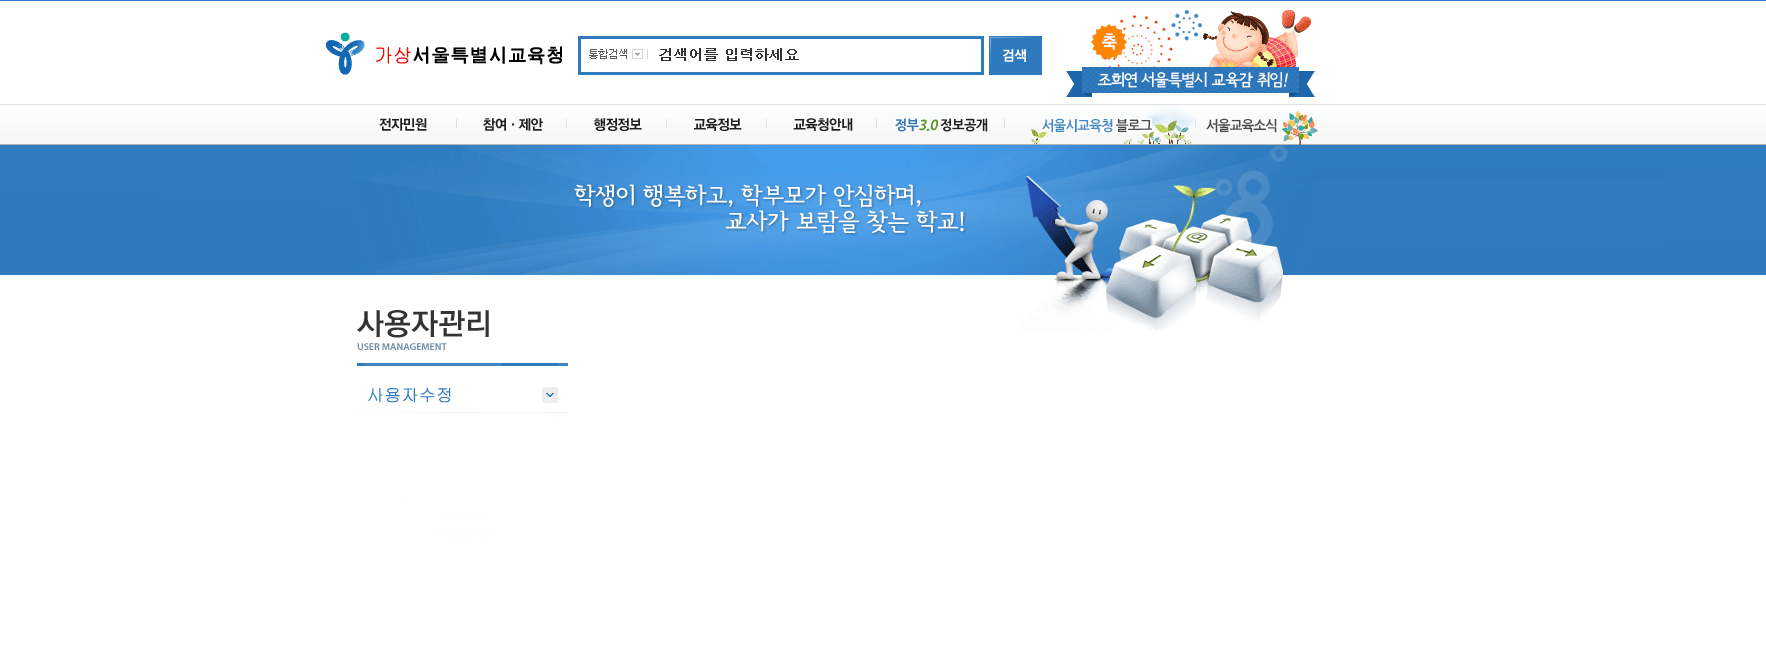 가상서울특별시교육청
통합검색
검색어를 입력하세요
검색
축
조희연 서울특별시 교육감 취임!
전자민원
참여 · 제안
행정정보
교육정보
교육청안내
정부3.0 정보공개
서울시교육청 블로그
서울교육소식
학생이 행복하고, 학부모가 안심하며,
교사가 보람을 찾는 학교!
@
사용자관리
USER MANAGEMENT
사용자수정